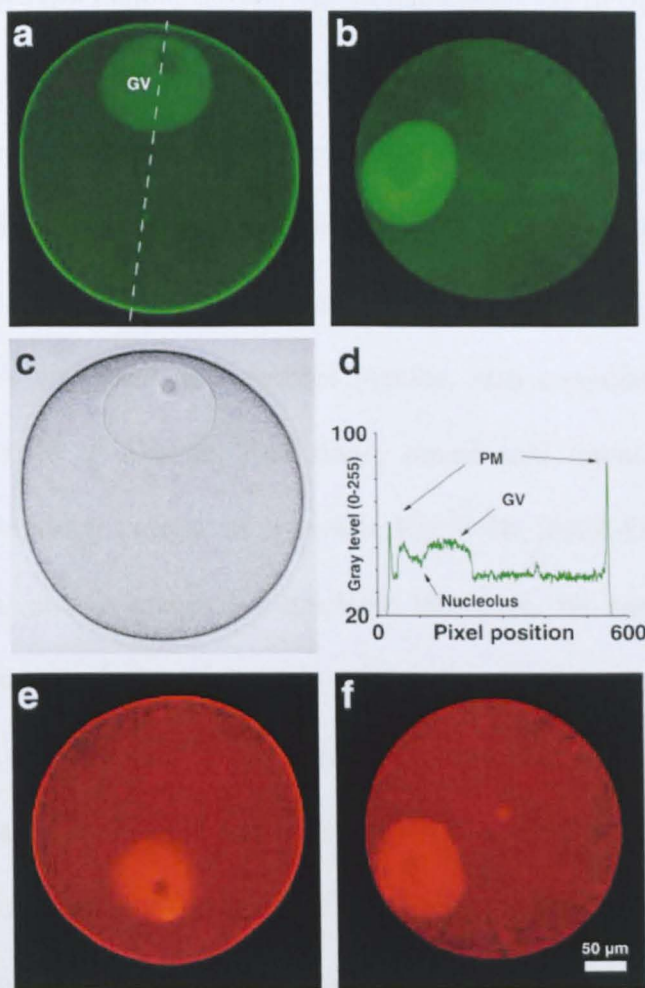 a
GV
b
c
d
100
PM
GV
Gray level (0-255)
Nucleolus
20
0
Pixel position
600
e
f
50 µm